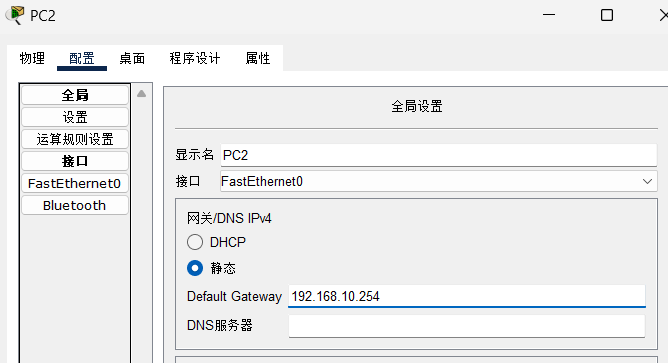 PC2
物理 配置 桌面 程序设计 属性
全局
设置
运算规则设置
接口
FastEthernet0
Bluetooth
全局设置
显示名 PC2
接口 FastEthernet0
网关/DNS IPv4
DHCP
静态
Default Gateway 192.168.10.254
DNS服务器